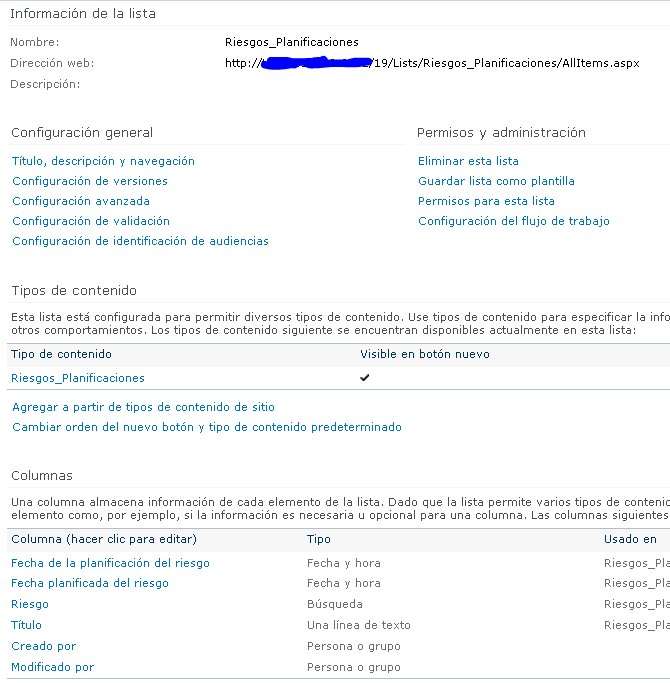 Información de la lista
Nombre: Riesgos_Planificaciones
Dirección web: http:// /19/Lists/Riesgos_Planificaciones/AllItems.aspx
Descripción:
Configuración general
Título, descripción y navegación
Configuración de versiones
Configuración avanzada
Configuración de validación
Configuración de identificación de audiencias
Permisos y administración
Eliminar esta lista
Guardar lista como plantilla
Permisos para esta lista
Configuración del flujo de trabajo
Tipos de contenido
Esta lista está configurada para permitir diversos tipos de contenido. Use tipos de contenido para especificar la info
otros comportamientos. Los tipos de contenido siguiente se encuentran disponibles actualmente en esta lista:
Tipo de contenido Visible en botón nuevo
Riesgos_Planificaciones ✔
Agregar a partir de tipos de contenido de sitio
Cambiar orden del nuevo botón y tipo de contenido predeterminado
Columnas
Una columna almacena información de cada elemento de la lista. Dado que la lista permite varios tipos de contenid
elemento como, por ejemplo, si la información es necesaria u opcional para una columna. Las columnas siguientes
Columna (hacer clic para editar) Tipo Usado en
Fecha de la planificación del riesgo Fecha y hora Riesgos_Pla
Fecha planificada del riesgo Fecha y hora Riesgos_Pla
Riesgo Búsqueda Riesgos_Pla
Título Una línea de texto Riesgos_Pla
Creado por Persona o grupo
Modificado por Persona o grupo